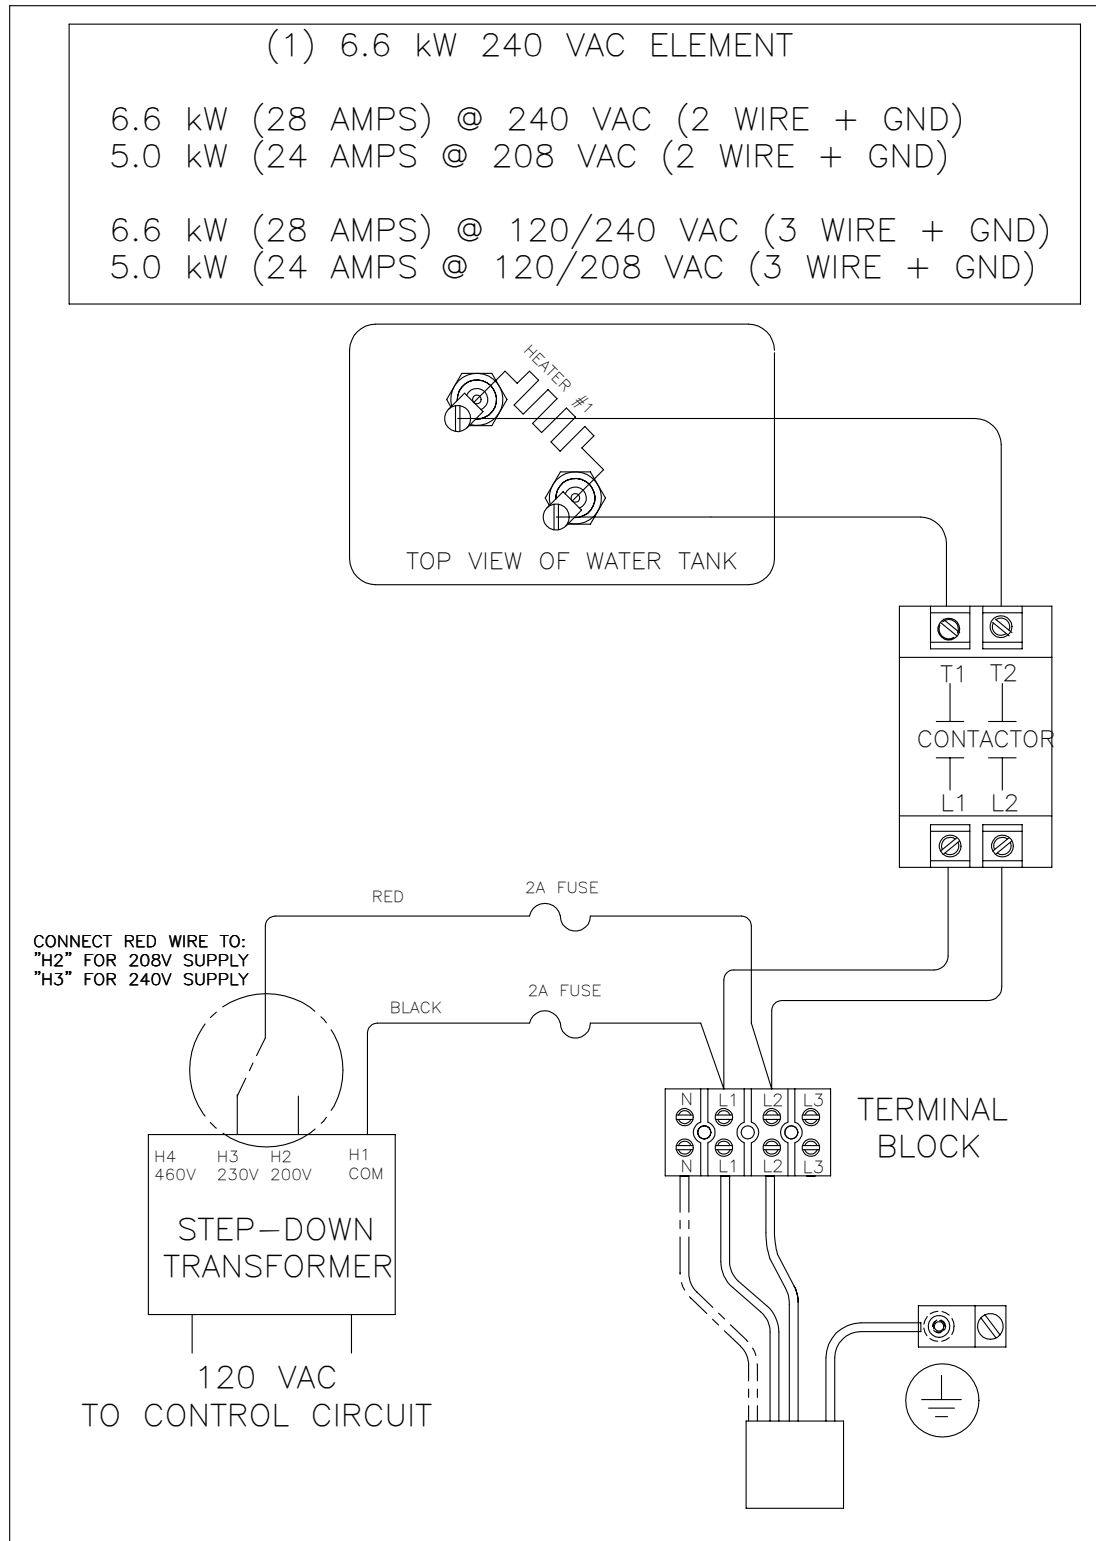 (1) 6.6 kW 240 VAC ELEMENT
6.6 kW (28 AMPS) @ 240 VAC (2 WIRE + GND)
5.0 kW (24 AMPS @ 208 VAC (2 WIRE + GND)
6.6 kW (28 AMPS) @ 120/240 VAC (3 WIRE + GND)
5.0 kW (24 AMPS @ 120/208 VAC (3 WIRE + GND)
HEATER #1
TOP VIEW OF WATER TANK
T1 T2
CONTACTOR
L1 L2
RED
2A FUSE
CONNECT RED WIRE TO:
"H2" FOR 208V SUPPLY
"H3" FOR 240V SUPPLY
BLACK
2A FUSE
N L1 L2 L3
N L1 L2 L3
TERMINAL
BLOCK
H4 H3 H2 H1
460V 230V 200V COM
STEP-DOWN
TRANSFORMER
120 VAC
TO CONTROL CIRCUIT